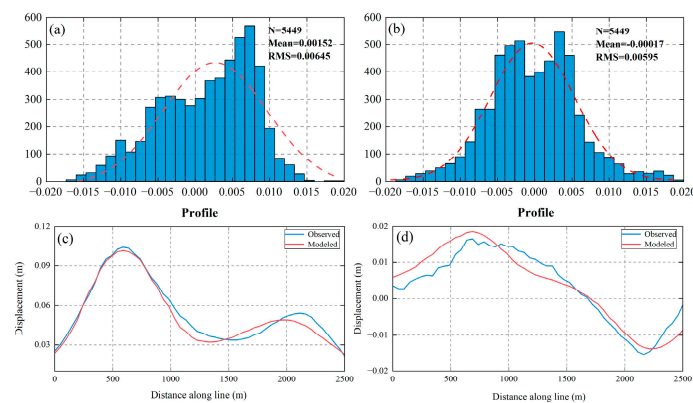 (a)
N=5449
Mean=0.00152
RMS=0.00645
600
500
400
300
200
100
0
−0.020 −0.015 −0.010 −0.005 0.000 0.005 0.010 0.015 0.020
(b)
N=5449
Mean=-0.00017
RMS=0.00595
600
500
400
300
200
100
0
−0.020 −0.015 −0.010 −0.005 0.000 0.005 0.010 0.015 0.020
Profile
(c)
Observed
Modeled
Displacement (m)
0.12
0.09
0.06
0.03
0 500 1000 1500 2000 2500
Distance along line (m)
Profile
(d)
Observed
Modeled
Displacement (m)
0.02
0.01
0.00
−0.01
−0.02
0 500 1000 1500 2000 2500
Distance along line (m)